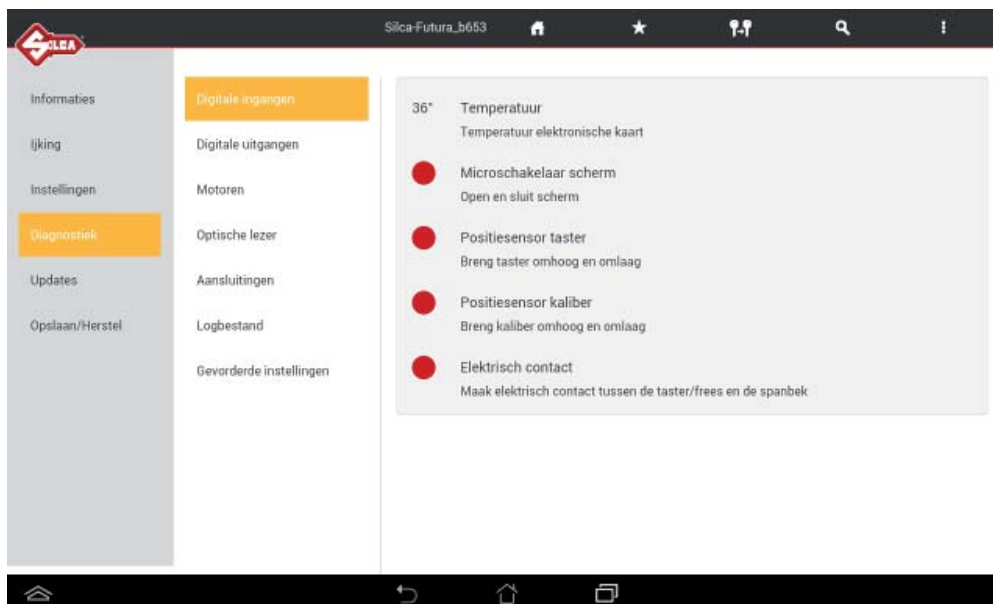 SILCA
Silca-Futura_b653
Informaties
Ijking
Instellingen
Diagnostiek
Updates
Opslaan/Herstel
Digitale ingangen
Digitale uitgangen
Motoren
Optische lezer
Aansluitingen
Logbestand
Gevorderde instellingen
36° Temperatuur
Temperatuur elektronische kaart
Microschakelaar scherm
Open en sluit scherm
Positiesensor taster
Breng taster omhoog en omlaag
Positiesensor kaliber
Breng kaliber omhoog en omlaag
Elektrisch contact
Maak elektrisch contact tussen de taster/frees en de spanbek